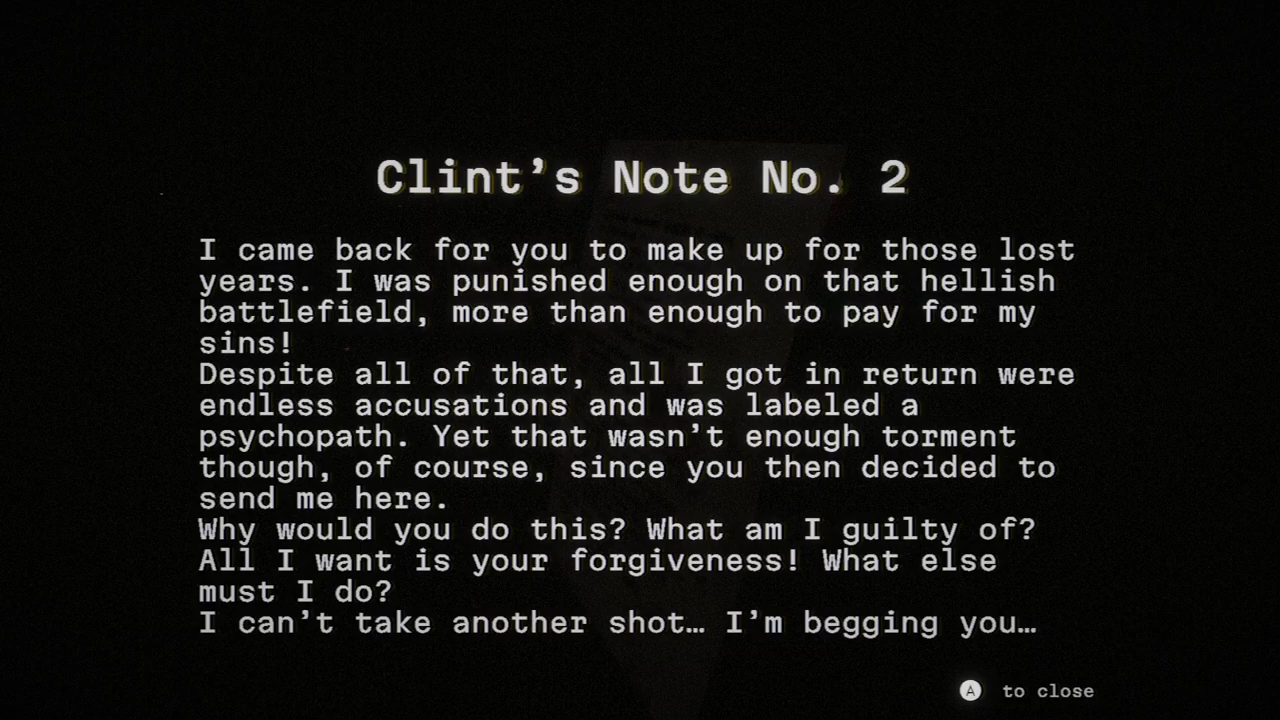 Clint’s Note No. 2
I came back for you to make up for those lost
years. I was punished enough on that hellish
battlefield, more than enough to pay for my
sins!
Despite all of that, all I got in return were
endless accusations and was labeled a
psychopath. Yet that wasn’t enough torment
though, of course, since you then decided to
send me here.
Why would you do this? What am I guilty of?
All I want is your forgiveness! What else
must I do?
I can’t take another shot… I’m begging you…
A to close